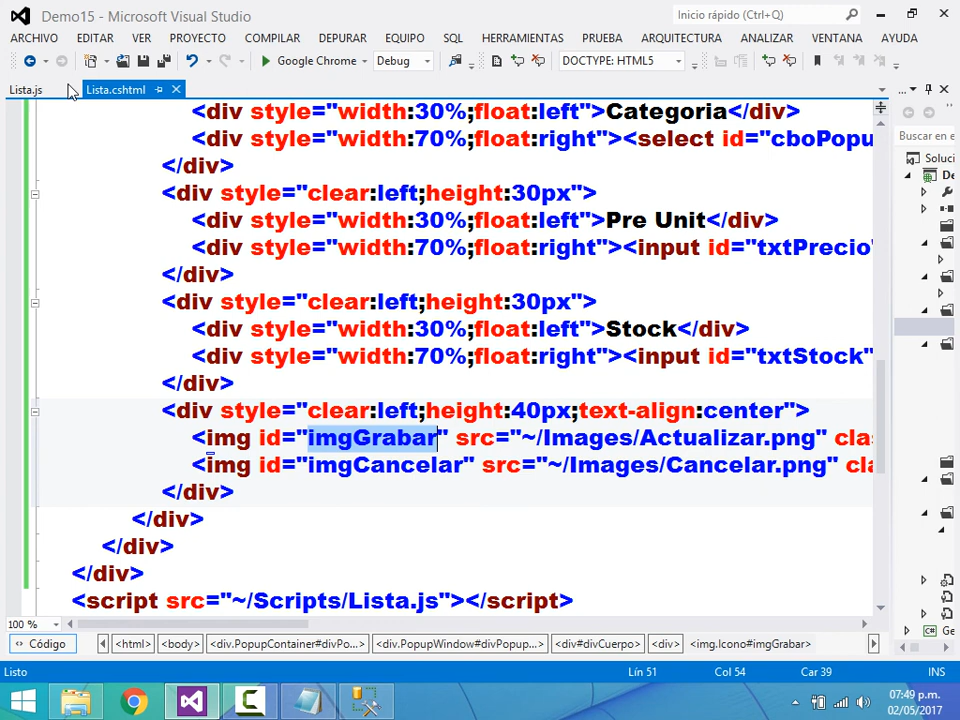 Demo15 - Microsoft Visual Studio
Inicio rápido (Ctrl+Q)
ARCHIVO EDITAR VER PROYECTO COMPILAR DEPURAR EQUIPO SQL HERRAMIENTAS PRUEBA ARQUITECTURA ANALIZAR VENTANA AYUDA
Google Chrome Debug DOCTYPE: HTML5
Lista.js Lista.cshtml
<div style="width:30%;float:left">Categoria</div>
<div style="width:70%;float:right"><select id="cboPopu
</div>
<div style="clear:left;height:30px">
<div style="width:30%;float:left">Pre Unit</div>
<div style="width:70%;float:right"><input id="txtPrecio"
</div>
<div style="clear:left;height:30px">
<div style="width:30%;float:left">Stock</div>
<div style="width:70%;float:right"><input id="txtStock"
</div>
<div style="clear:left;height:40px;text-align:center">
<img id="imgGrabar" src="~/Images/Actualizar.png" clas
<img id="imgCancelar" src="~/Images/Cancelar.png" cla
</div>
</div>
</div>
</div>
<script src="~/Scripts/Lista.js"></script>
Buscar en e
Soluci
De
Ge
100 %
Código <html> <body> <div.PopupContainer#divPo... <div.PopupWindow#divPopup... <div#divCuerpo> <div> <img.Icono#imgGrabar>
Listo Lín 51 Col 54 Car 39 INS
07:49 p.m.
02/05/2017